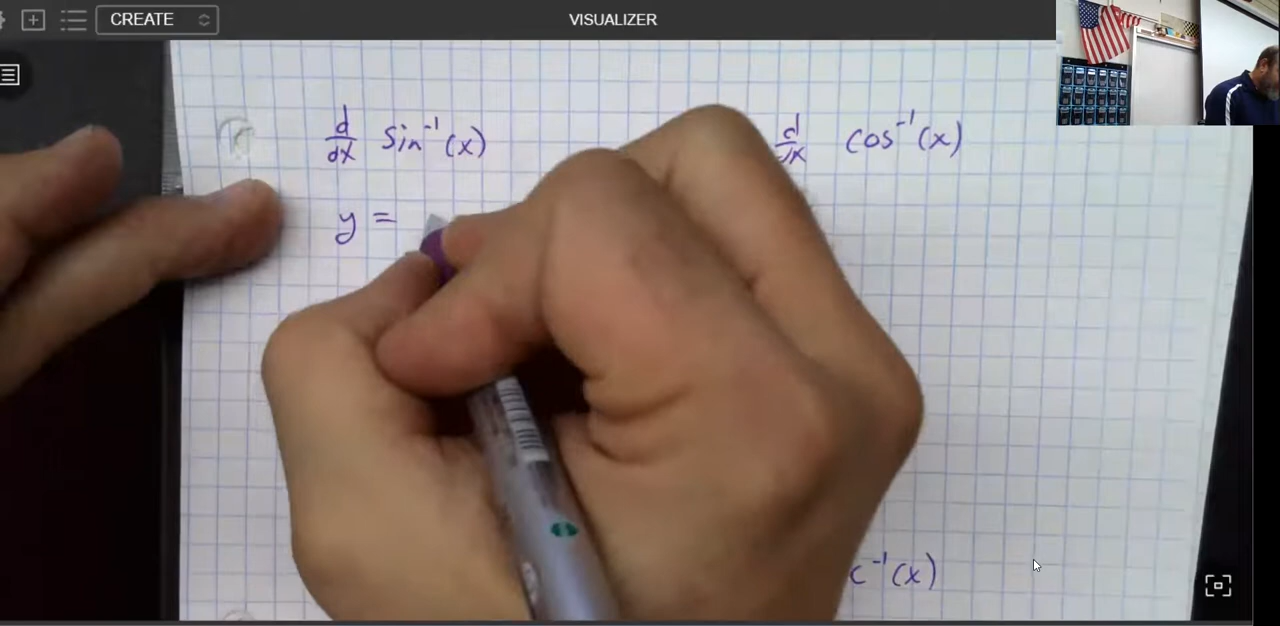 CREATE
VISUALIZER
d/dx sin⁻¹(x)
d/dx cos⁻¹(x)
y =
c⁻¹(x)